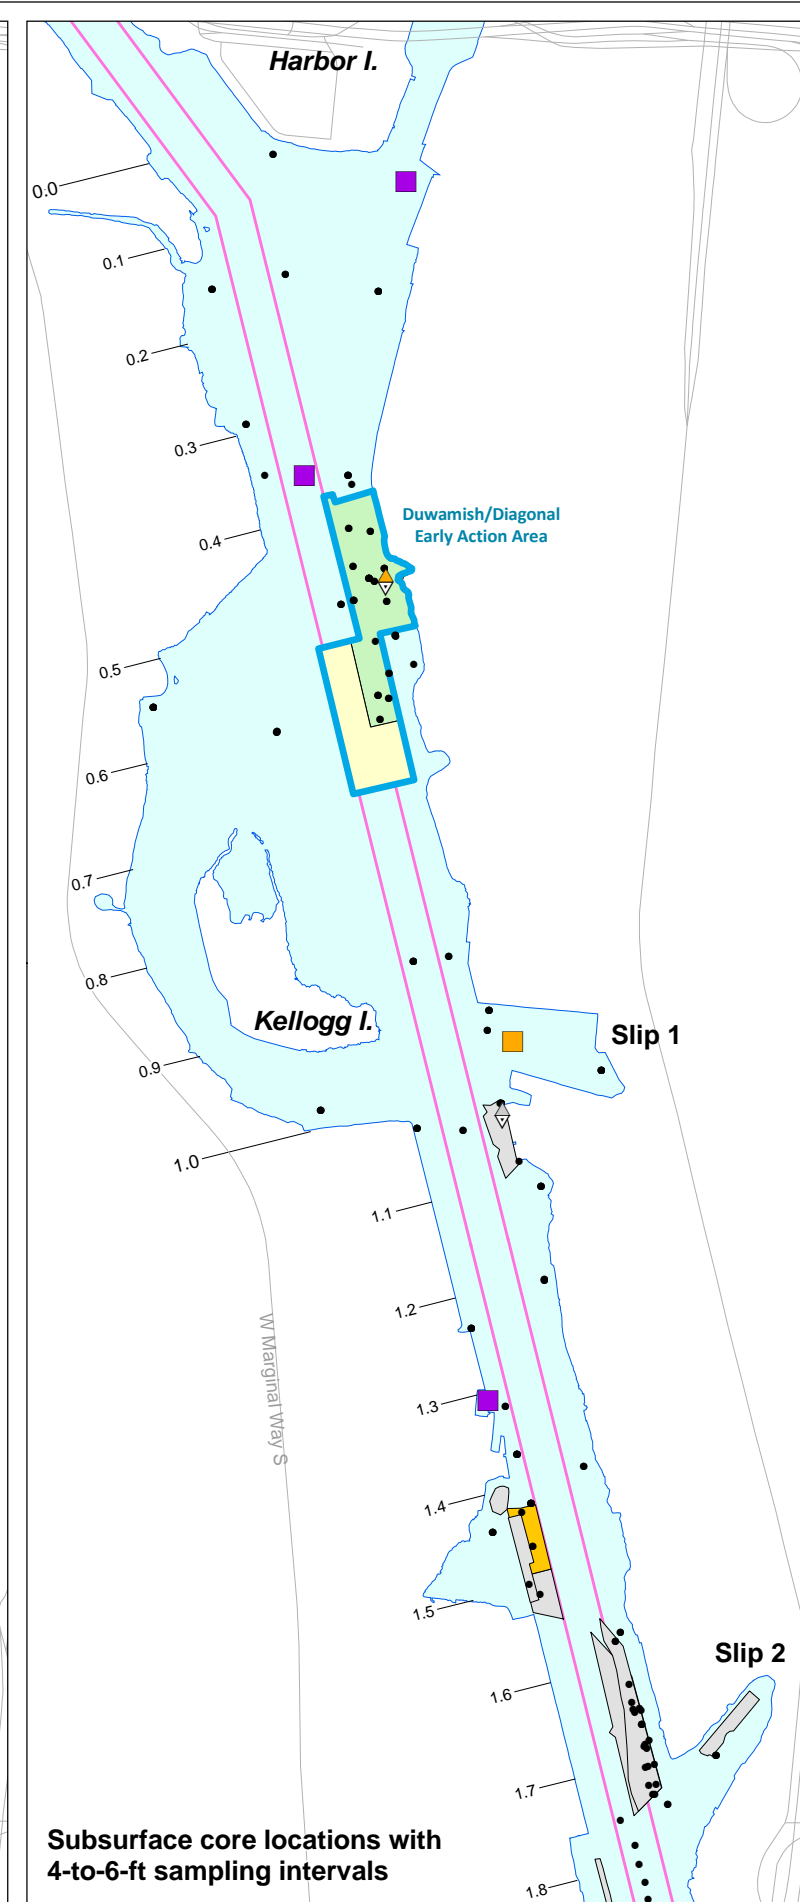 Harbor I.
0.0
0.1
0.2
0.3
0.4
Duwamish/Diagonal
Early Action Area
0.5
0.6
0.7
0.8
Kellogg I.
Slip 1
0.9
1.0
1.1
1.2
W Marginal Way S
1.3
1.4
1.5
Slip 2
1.6
1.7
Subsurface core locations with
4-to-6-ft sampling intervals
1.8